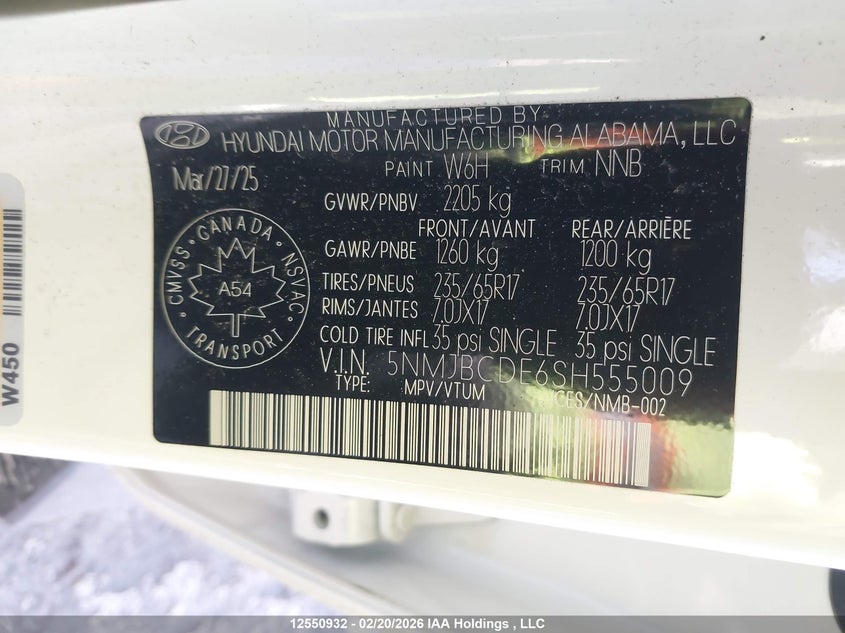 MANUFACTURED BY
HYUNDAI MOTOR MANUFACTURING ALABAMA, LLC
Mar/27/25
PAINT W6H TRIM NNB
GVWR/PNBV 2205 kg
FRONT/AVANT REAR/ARRIÈRE
GAWR/PNBE 1260 kg 1200 kg
TIRES/PNEUS 235/65R17 235/65R17
RIMS/JANTES 7.0JX17 7.0JX17
COLD TIRE INFL 35 psi SINGLE 35 psi SINGLE
V.I.N. 5NMJBCDE6SH555009
TYPE: MPV/VTUM ICES/NMB-002
CANADA
CMVSS · NSVAC
A54
TRANSPORT
W450
12550932 - 02/20/2026 IAA Holdings , LLC